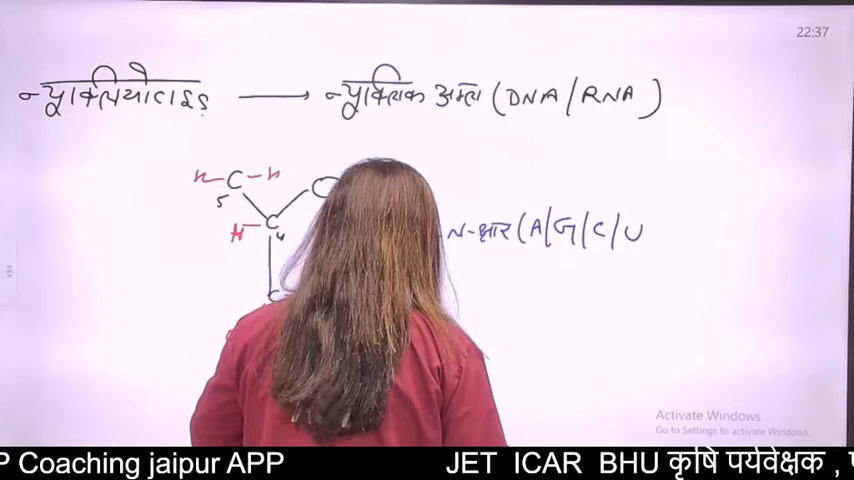 22:37
न्यूक्लियोटाइड → न्यूक्लिक अम्ल (DNA/RNA)
H-C-H
5
H-C
4
N-क्षार (A/G/C/U
C
Activate Windows
Go to Settings to activate Windows.
P Coaching jaipur APP JET ICAR BHU कृषि पर्यवेक्षक ,